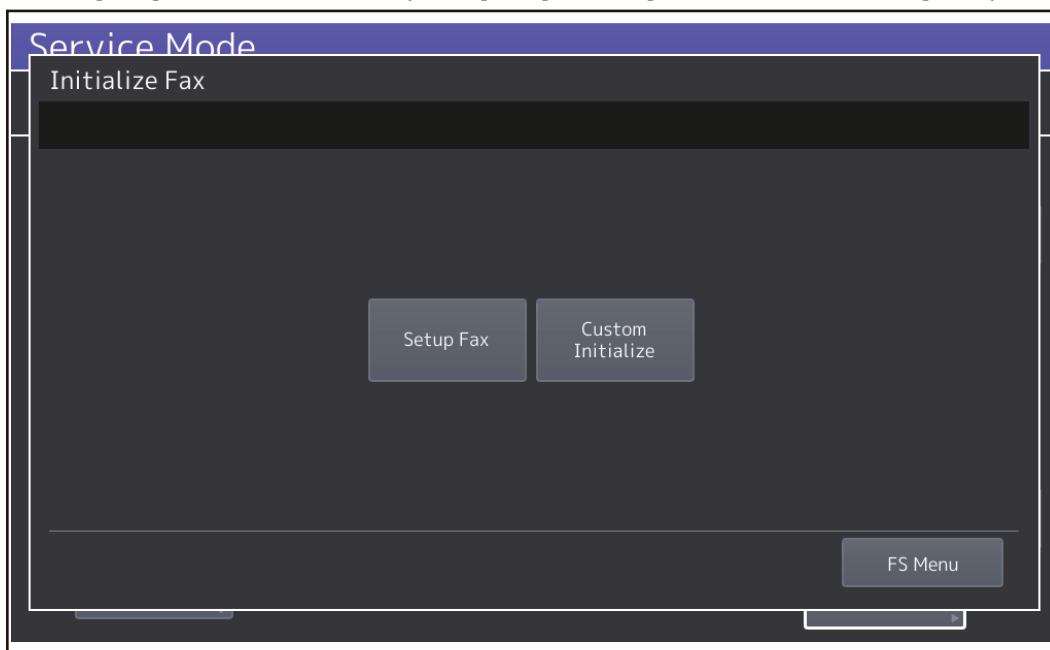 Service Mode
Initialize Fax
Setup Fax
Custom
Initialize
FS Menu